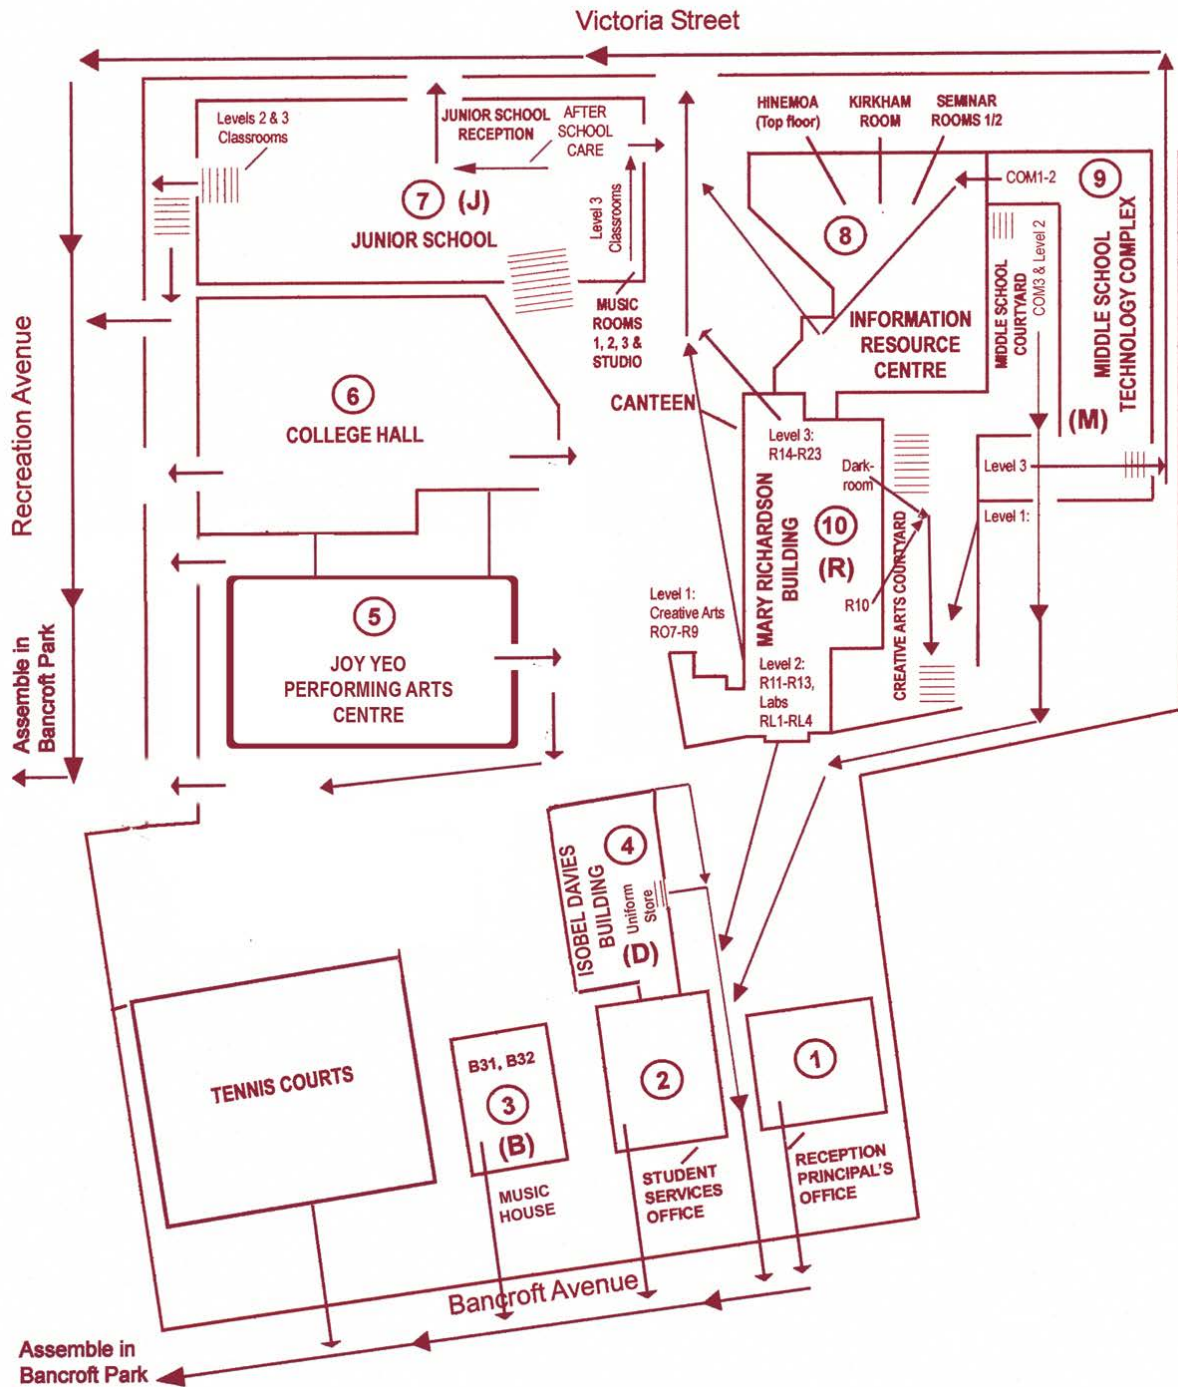 Victoria Street
Levels 2 & 3
Classrooms
JUNIOR SCHOOL
RECEPTION
AFTER
SCHOOL
CARE
7 (J)
JUNIOR SCHOOL
Level 3
Classrooms
MUSIC
ROOMS
1, 2, 3 &
STUDIO
HINEMOA
(Top floor)
KIRKHAM
ROOM
SEMINAR
ROOMS 1/2
8
INFORMATION
RESOURCE
CENTRE
COM1-2
9
MIDDLE SCHOOL
COURTYARD
COM3 & Level 2
MIDDLE SCHOOL
TECHNOLOGY COMPLEX
(M)
Level 3
Level 1:
Recreation Avenue
6
COLLEGE HALL
CANTEEN
Level 3:
R14-R23
Dark-
room
MARY RICHARDSON
BUILDING
10
(R)
R10
CREATIVE ARTS COURTYARD
Level 1:
Creative Arts
RO7-R9
Level 2:
R11-R13,
Labs
RL1-RL4
5
JOY YEO
PERFORMING ARTS
CENTRE
Assemble in
Bancroft Park
ISOBEL DAVIES
BUILDING
4
Uniform
Store
(D)
TENNIS COURTS
B31, B32
3
(B)
MUSIC
HOUSE
2
STUDENT
SERVICES
OFFICE
1
RECEPTION
PRINCIPAL'S
OFFICE
Bancroft Avenue
Assemble in
Bancroft Park